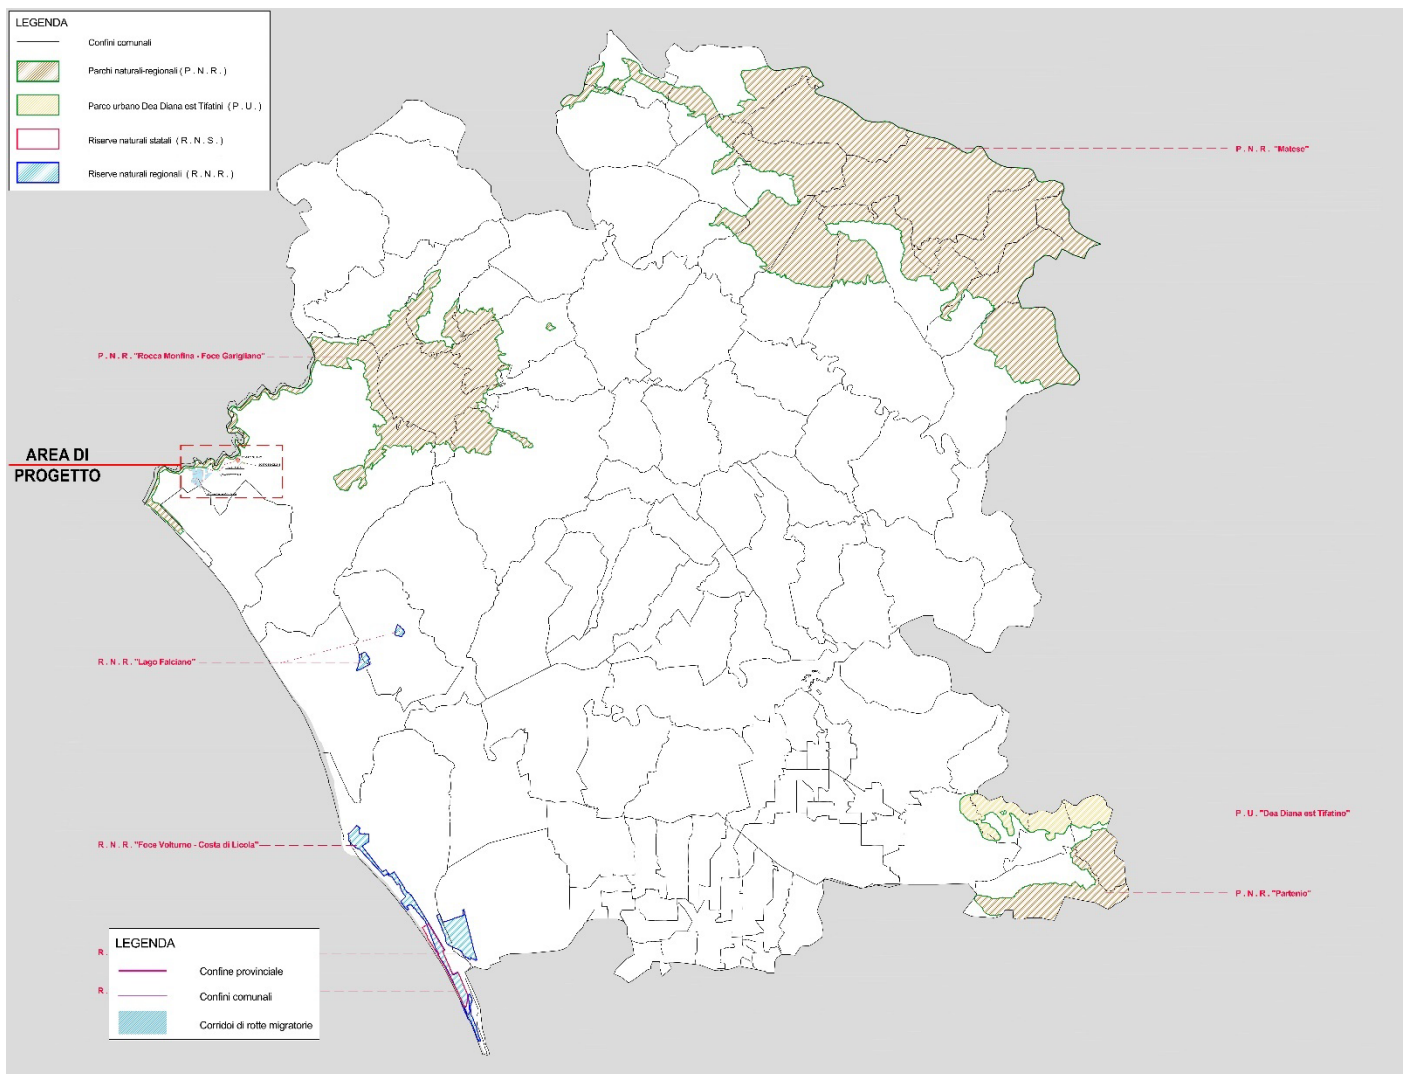 LEGENDA
Confini comunali
Parchi naturali-regionali ( P . N . R . )
Parco urbano Dea Diana est Tifatini ( P . U . )
Riserve naturali statali ( R . N . S . )
Riserve naturali regionali ( R . N . R . )
P . N . R . "Matese"
P . N . R . "Rocca Monfina - Foce Garigliano"
AREA DI
PROGETTO
R . N . R . "Lago Falciano"
P . U . "Dea Diana est Tifatino"
R . N . R . "Foce Volturno - Costa di Licola"
P . N . R . "Partenio"
R .
R .
LEGENDA
Confine provinciale
Confini comunali
Corridoi di rotte migratorie